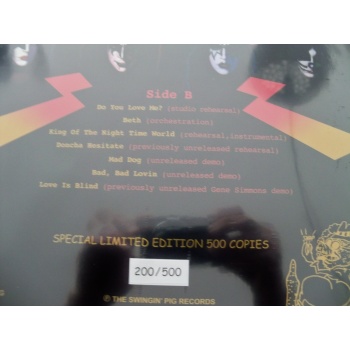 Side B
Do You Love Me? (studio rehearsal)
Beth (orchestration)
King Of The Night Time World (rehearsal,instrumental)
Doncha Hesitate (previously unreleased rehearsal)
Mad Dog (unreleased demo)
Bad, Bad Lovin (unreleased demo)
Love Is Blind (previously unreleased Gene Simmons demo)
SPECIAL LIMITED EDITION 500 COPIES
200/500
℗ THE SWINGIN' PIG RECORDS